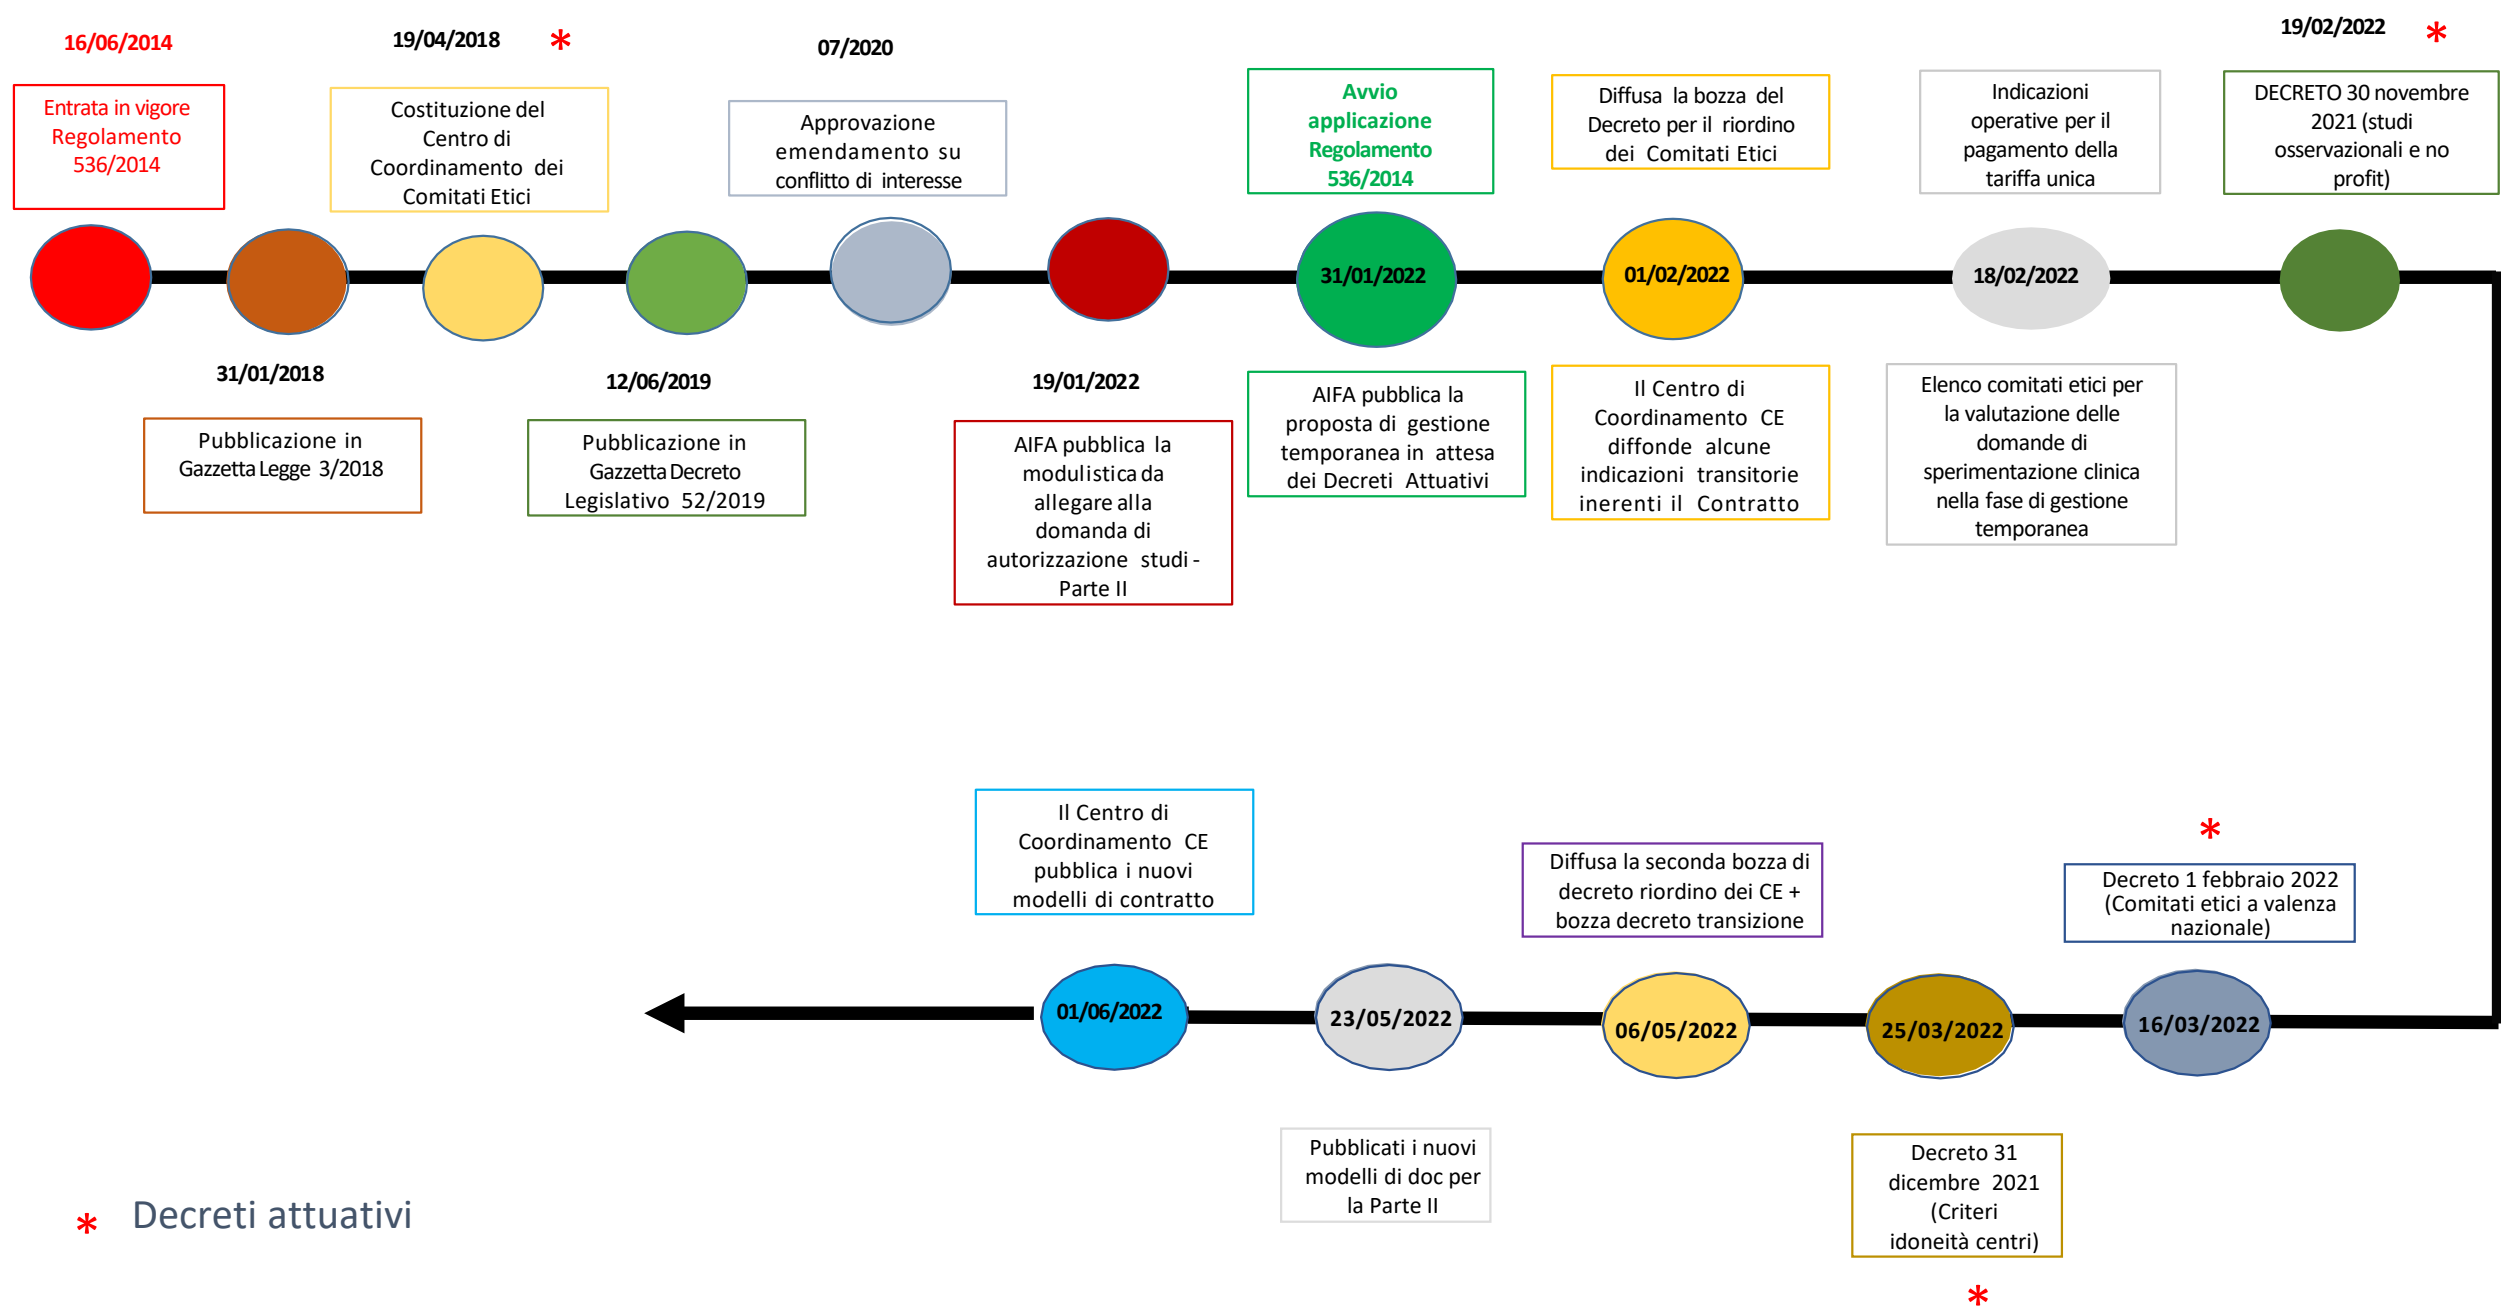 16/06/2014
Entrata in vigore
Regolamento
536/2014
31/01/2018
Pubblicazione in
Gazzetta Legge 3/2018
19/04/2018 *
Costituzione del
Centro di
Coordinamento dei
Comitati Etici
12/06/2019
Pubblicazione in
Gazzetta Decreto
Legislativo 52/2019
07/2020
Approvazione
emendamento su
conflitto di interesse
19/01/2022
AIFA pubblica la
modulistica da
allegare alla
domanda di
autorizzazione studi -
Parte II
Avvio
applicazione
Regolamento
536/2014
31/01/2022
AIFA pubblica la
proposta di gestione
temporanea in attesa
dei Decreti Attuativi
Diffusa la bozza del
Decreto per il riordino
dei Comitati Etici
01/02/2022
Il Centro di
Coordinamento CE
diffonde alcune
indicazioni transitorie
inerenti il Contratto
Indicazioni
operative per il
pagamento della
tariffa unica
18/02/2022
Elenco comitati etici per
la valutazione delle
domande di
sperimentazione clinica
nella fase di gestione
temporanea
19/02/2022 *
DECRETO 30 novembre
2021 (studi
osservazionali e no
profit)
*
Decreto 1 febbraio 2022
(Comitati etici a valenza
nazionale)
16/03/2022
25/03/2022
Decreto 31
dicembre 2021
(Criteri
idoneità centri)
*
Diffusa la seconda bozza di
decreto riordino dei CE +
bozza decreto transizione
06/05/2022
23/05/2022
Pubblicati i nuovi
modelli di doc per
la Parte II
Il Centro di
Coordinamento CE
pubblica i nuovi
modelli di contratto
01/06/2022
* Decreti attuativi